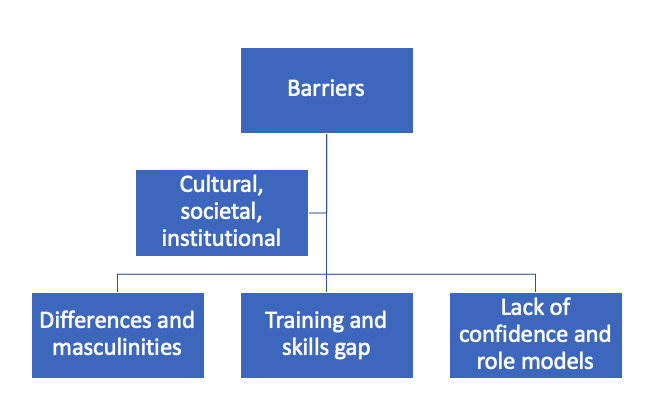 Barriers
Cultural,
societal,
institutional
Differences and
masculinities
Training and
skills gap
Lack of
confidence and
role models